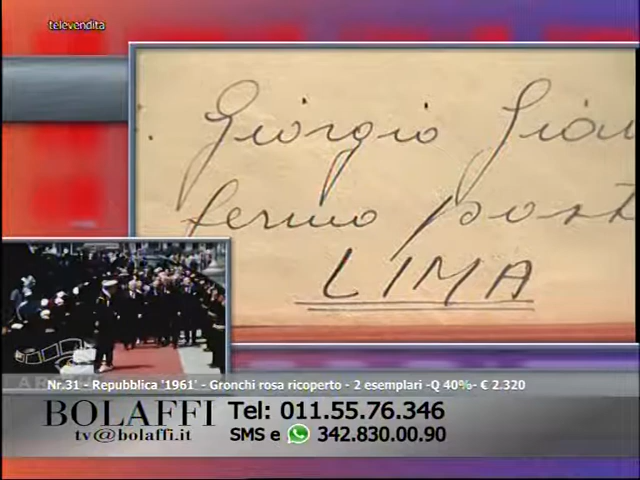 televendita
Giorgio
fermo
LIMA
Nr.31 - Repubblica '1961' - Gronchi rosa ricoperto - 2 esemplari -Q 40%- € 2.320
BOLAFFI
tv@bolaffi.it
Tel: 011.55.76.346
SMS e 342.830.00.90